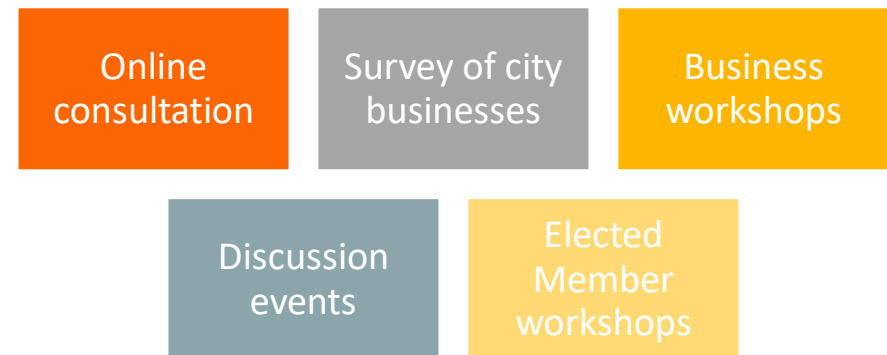 Online
consultation
Survey of city
businesses
Business
workshops
Discussion
events
Elected
Member
workshops